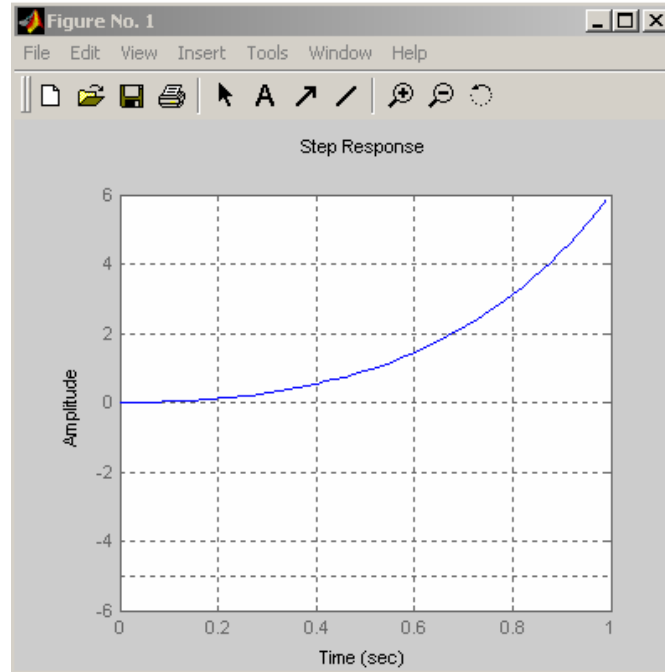 Figure No. 1
File Edit View Insert Tools Window Help
A
Step Response
6
4
2
0
-2
-4
-6
Amplitude
0 0.2 0.4 0.6 0.8 1
Time (sec)